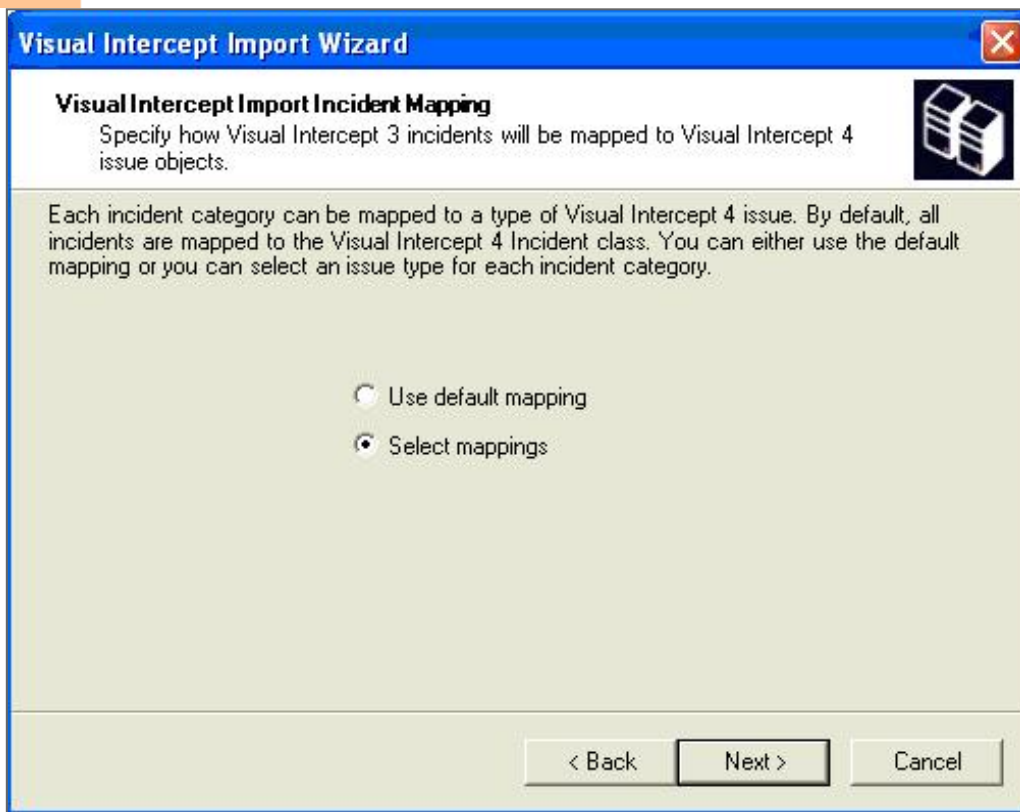 Visual Intercept Import Wizard
Visual Intercept Import Incident Mapping
Specify how Visual Intercept 3 incidents will be mapped to Visual Intercept 4
issue objects.
Each incident category can be mapped to a type of Visual Intercept 4 issue. By default, all
incidents are mapped to the Visual Intercept 4 Incident class. You can either use the default
mapping or you can select an issue type for each incident category.
Use default mapping
Select mappings
< Back Next > Cancel